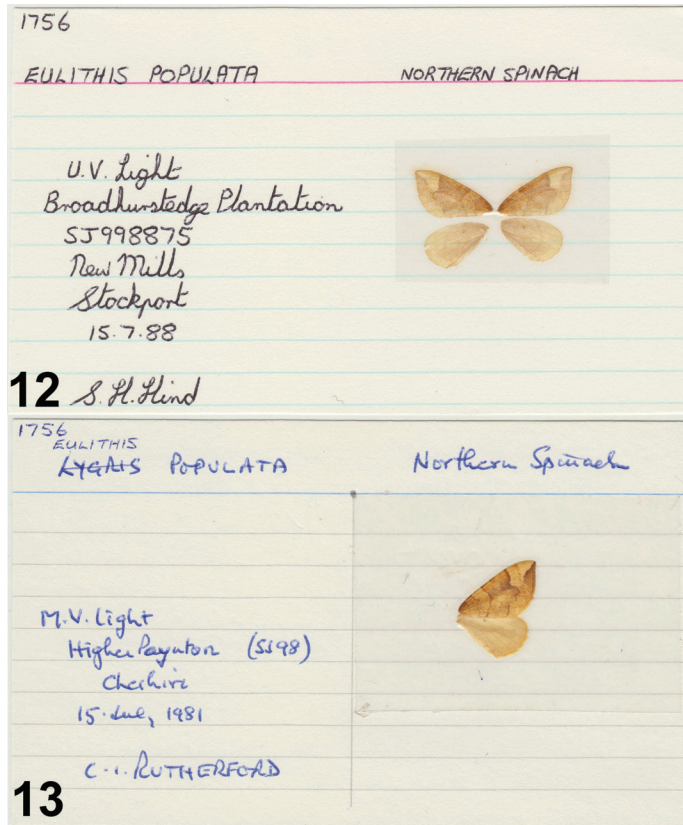 1756
EULITHIS POPULATA NORTHERN SPINACH
U.V. Light
Broadhurstedge Plantation
SJ998875
New Mills
Stockport
15.7.88
12 S. H. Hind
1756
EULITHIS
LYGRIS POPULATA Northern Spinach
M.V. Light
Higher Poynton (SJ98)
Cheshire
15 1981
RUTHERFORD
13